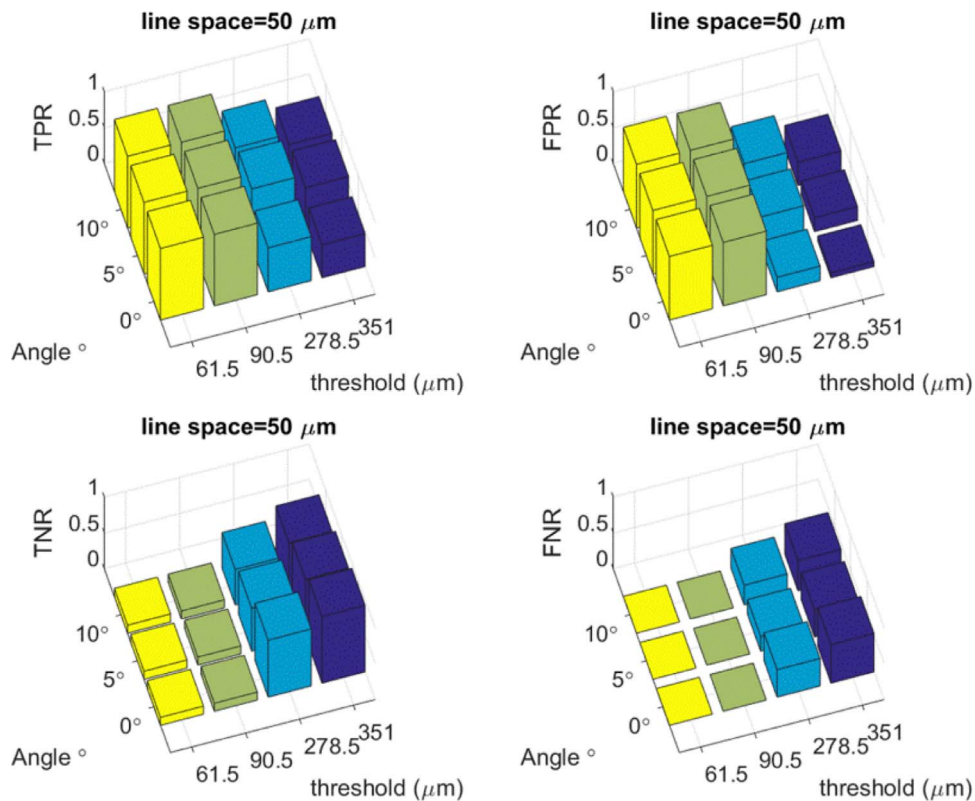 line space=50 μm
1
0.5
0
TPR
10°
5°
0°
Angle °
61.5
90.5
278.5
351
threshold (μm)
line space=50 μm
1
0.5
0
FPR
10°
5°
0°
Angle °
61.5
90.5
278.5
351
threshold (μm)
line space=50 μm
1
0.5
0
TNR
10°
5°
0°
Angle °
61.5
90.5
278.5
351
threshold (μm)
line space=50 μm
1
0.5
0
FNR
10°
5°
0°
Angle °
61.5
90.5
278.5
351
threshold (μm)